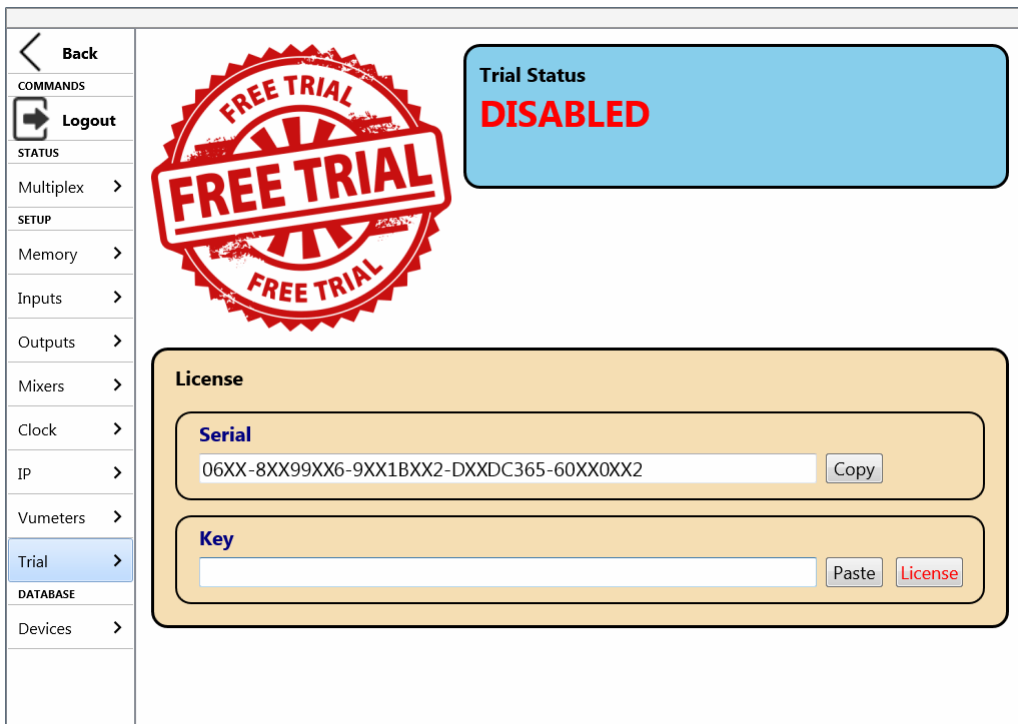 Back
COMMANDS
Logout
STATUS
Multiplex
SETUP
Memory
Inputs
Outputs
Mixers
Clock
IP
Vumeters
Trial
DATABASE
Devices
FREE TRIAL
FREE TRIAL
FREE TRIAL
Trial Status
DISABLED
License
Serial
06XX-8XX99XX6-9XX1BXX2-DXXDC365-60XX0XX2
Copy
Key
Paste
License